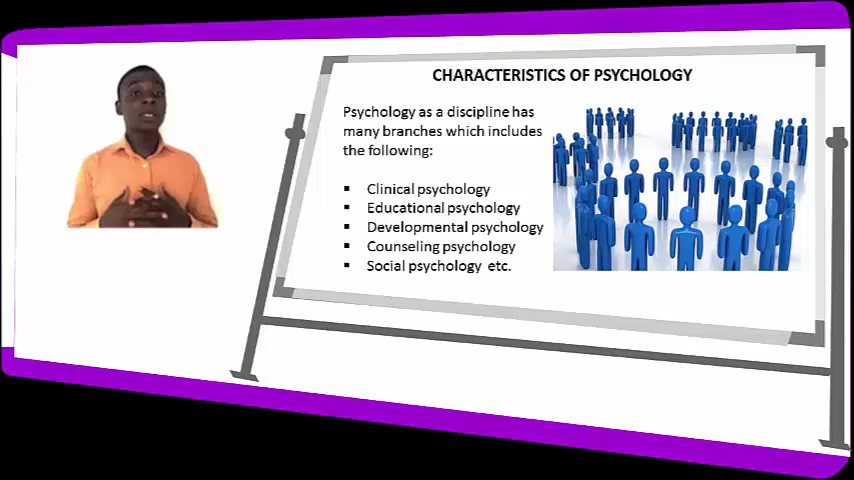 CHARACTERISTICS OF PSYCHOLOGY
Psychology as a discipline has
many branches which includes
the following:
▪ Clinical psychology
▪ Educational psychology
▪ Developmental psychology
▪ Counseling psychology
▪ Social psychology etc.